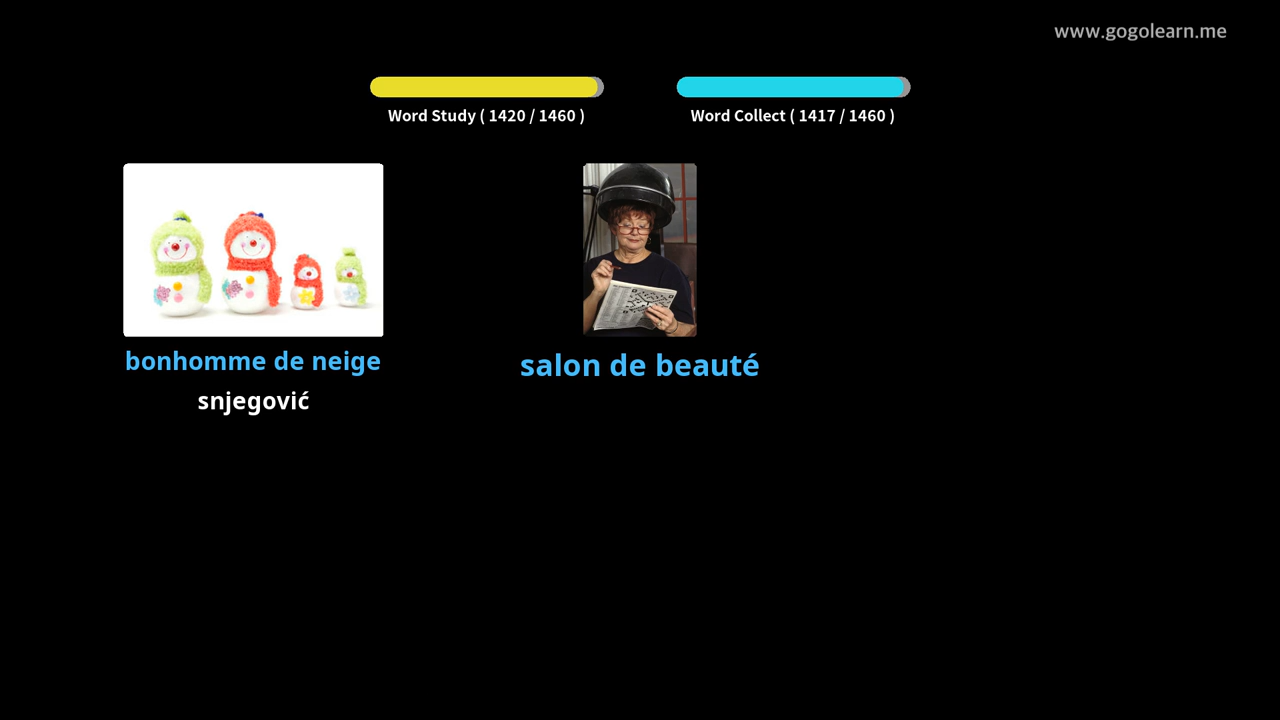 www.gogolearn.me
Word Study ( 1420 / 1460 )
Word Collect ( 1417 / 1460 )
bonhomme de neige
snjegović
salon de beauté